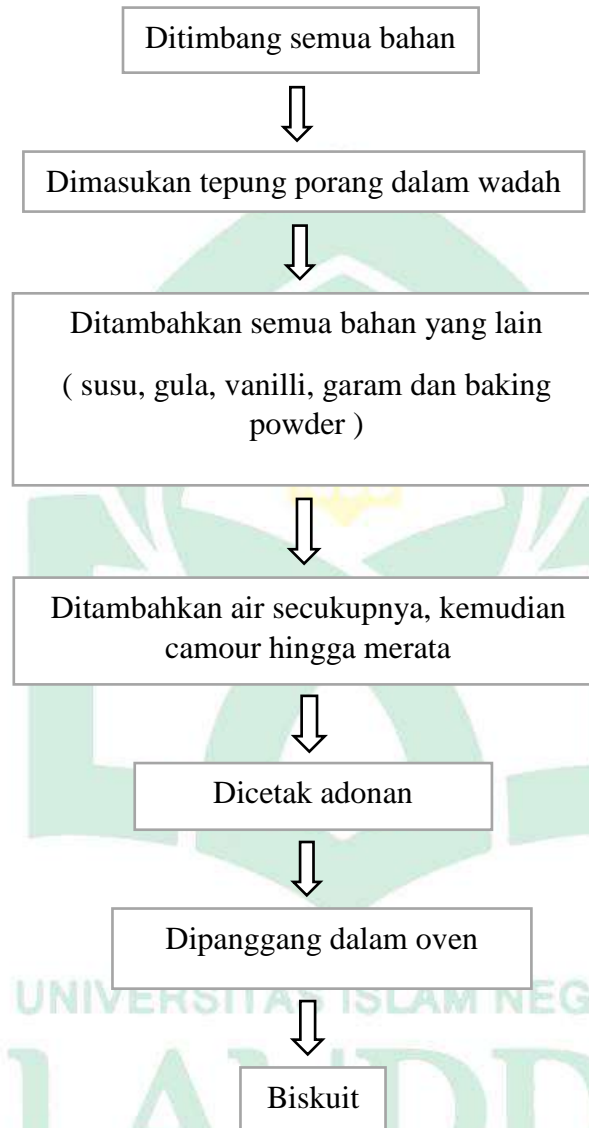 Ditimbang semua bahan
Dimasukan tepung porang dalam wadah
Ditambahkan semua bahan yang lain
( susu, gula, vanilli, garam dan baking
powder )
Ditambahkan air secukupnya, kemudian
camour hingga merata
Dicetak adonan
Dipanggang dalam oven
UNIVERSITAS ISLAM NEG
Biskuit